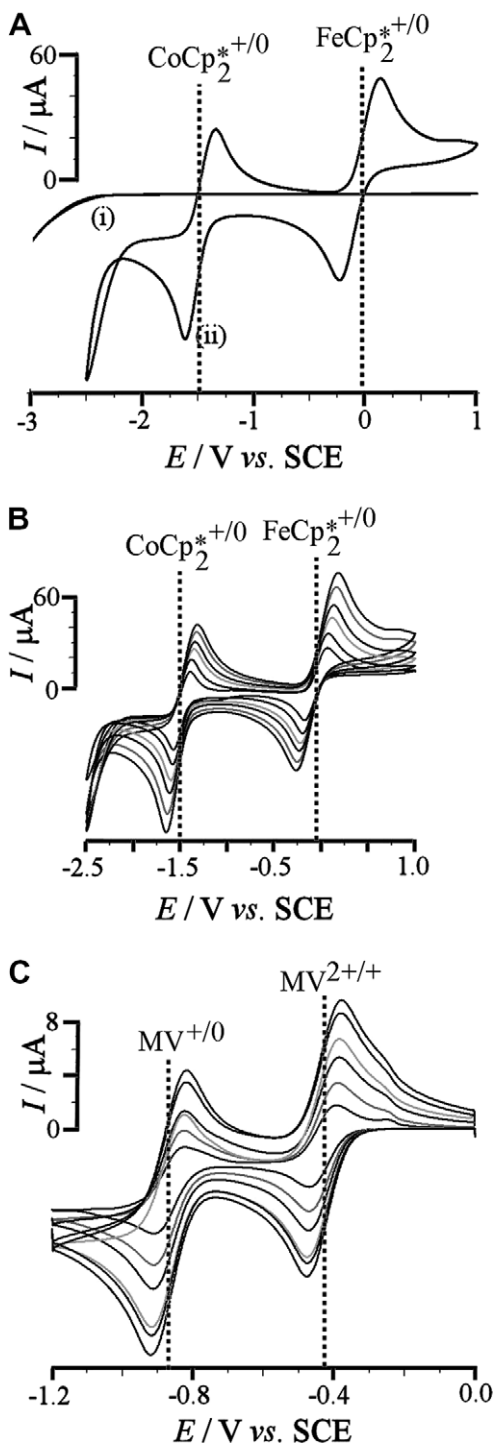 A
CoCp*₂⁺/⁰ FeCp*₂⁺/⁰
60
0
I / μA
(i)
(ii)
-3 -2 -1 0 1
E / V vs. SCE
B
CoCp*₂⁺/⁰ FeCp*₂⁺/⁰
60
0
I / μA
-2.5 -1.5 -0.5 1.0
E / V vs. SCE
C
MV⁺/⁰ MV²⁺/⁺
8
4
0
I / μA
-1.2 -0.8 -0.4 0.0
E / V vs. SCE